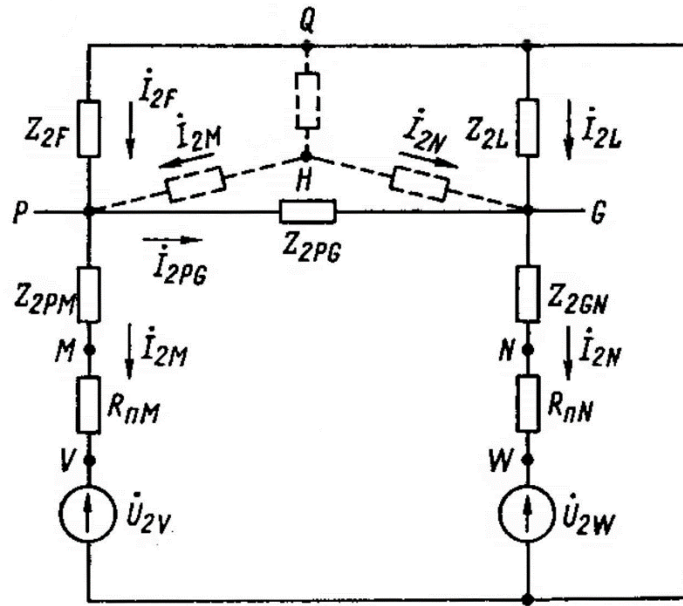 Q
Z2F
İ2F
İ2M
İ2N
Z2L
İ2L
H
P
G
İ2PG
Z2PG
Z2PM
Z2GN
M
İ2M
N
İ2N
RпM
RпN
V
W
U̇2V
U̇2W